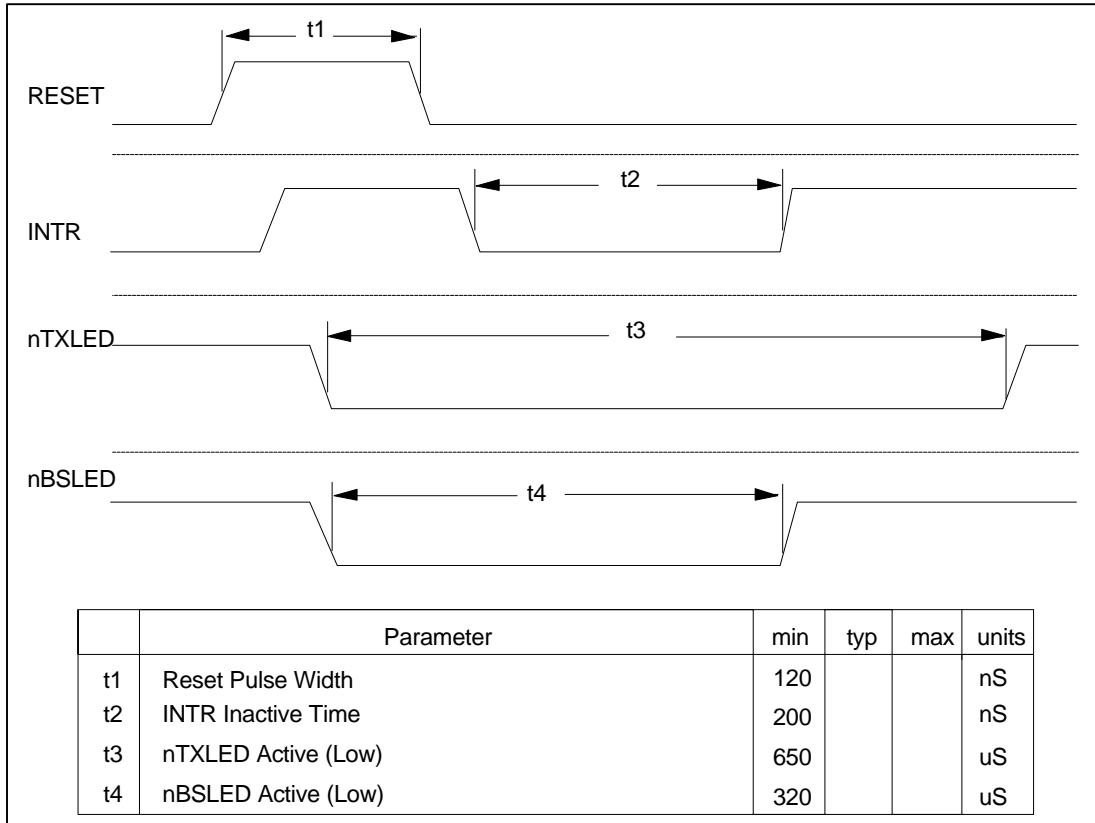 t1
RESET
t2
INTR
nTXLED
t3
nBSLED
t4
Parameter min typ max units
t1 Reset Pulse Width 120 nS
t2 INTR Inactive Time 200 nS
t3 nTXLED Active (Low) 650 uS
t4 nBSLED Active (Low) 320 uS